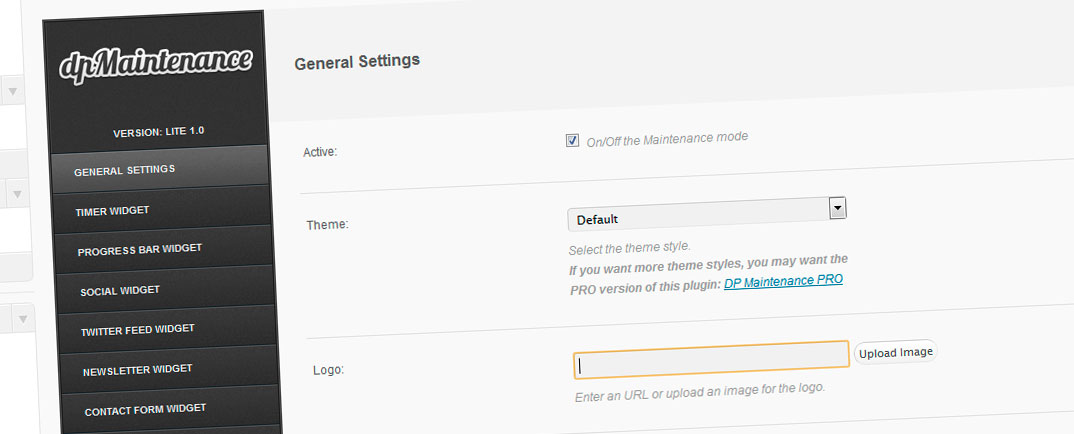 dpMaintenance
VERSION: LITE 1.0
GENERAL SETTINGS
TIMER WIDGET
PROGRESS BAR WIDGET
SOCIAL WIDGET
TWITTER FEED WIDGET
NEWSLETTER WIDGET
CONTACT FORM WIDGET
General Settings
Active:
On/Off the Maintenance mode
Theme:
Default
Select the theme style.
If you want more theme styles, you may want the
PRO version of this plugin: DP Maintenance PRO
Logo:
Upload Image
Enter an URL or upload an image for the logo.